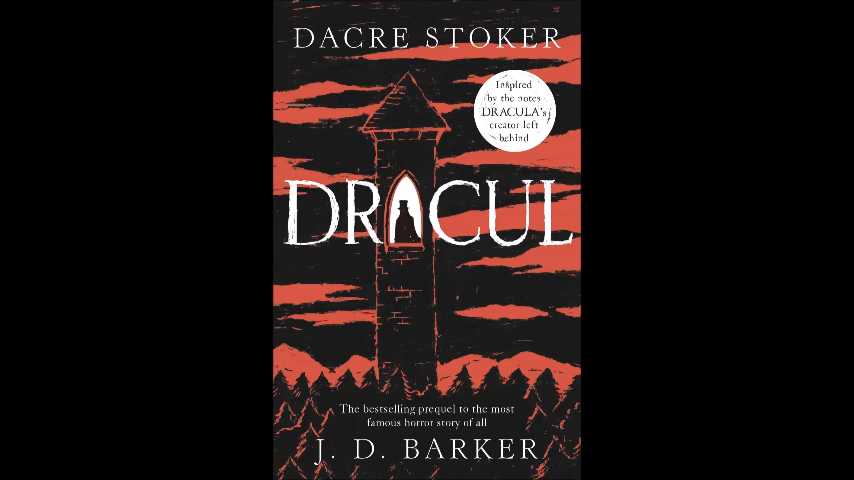 DACRE STOKER
Inspired
by the notes
DRACULA's
creator left
behind
DRACUL
The bestselling prequel to the most
famous horror story of all
J. D. BARKER